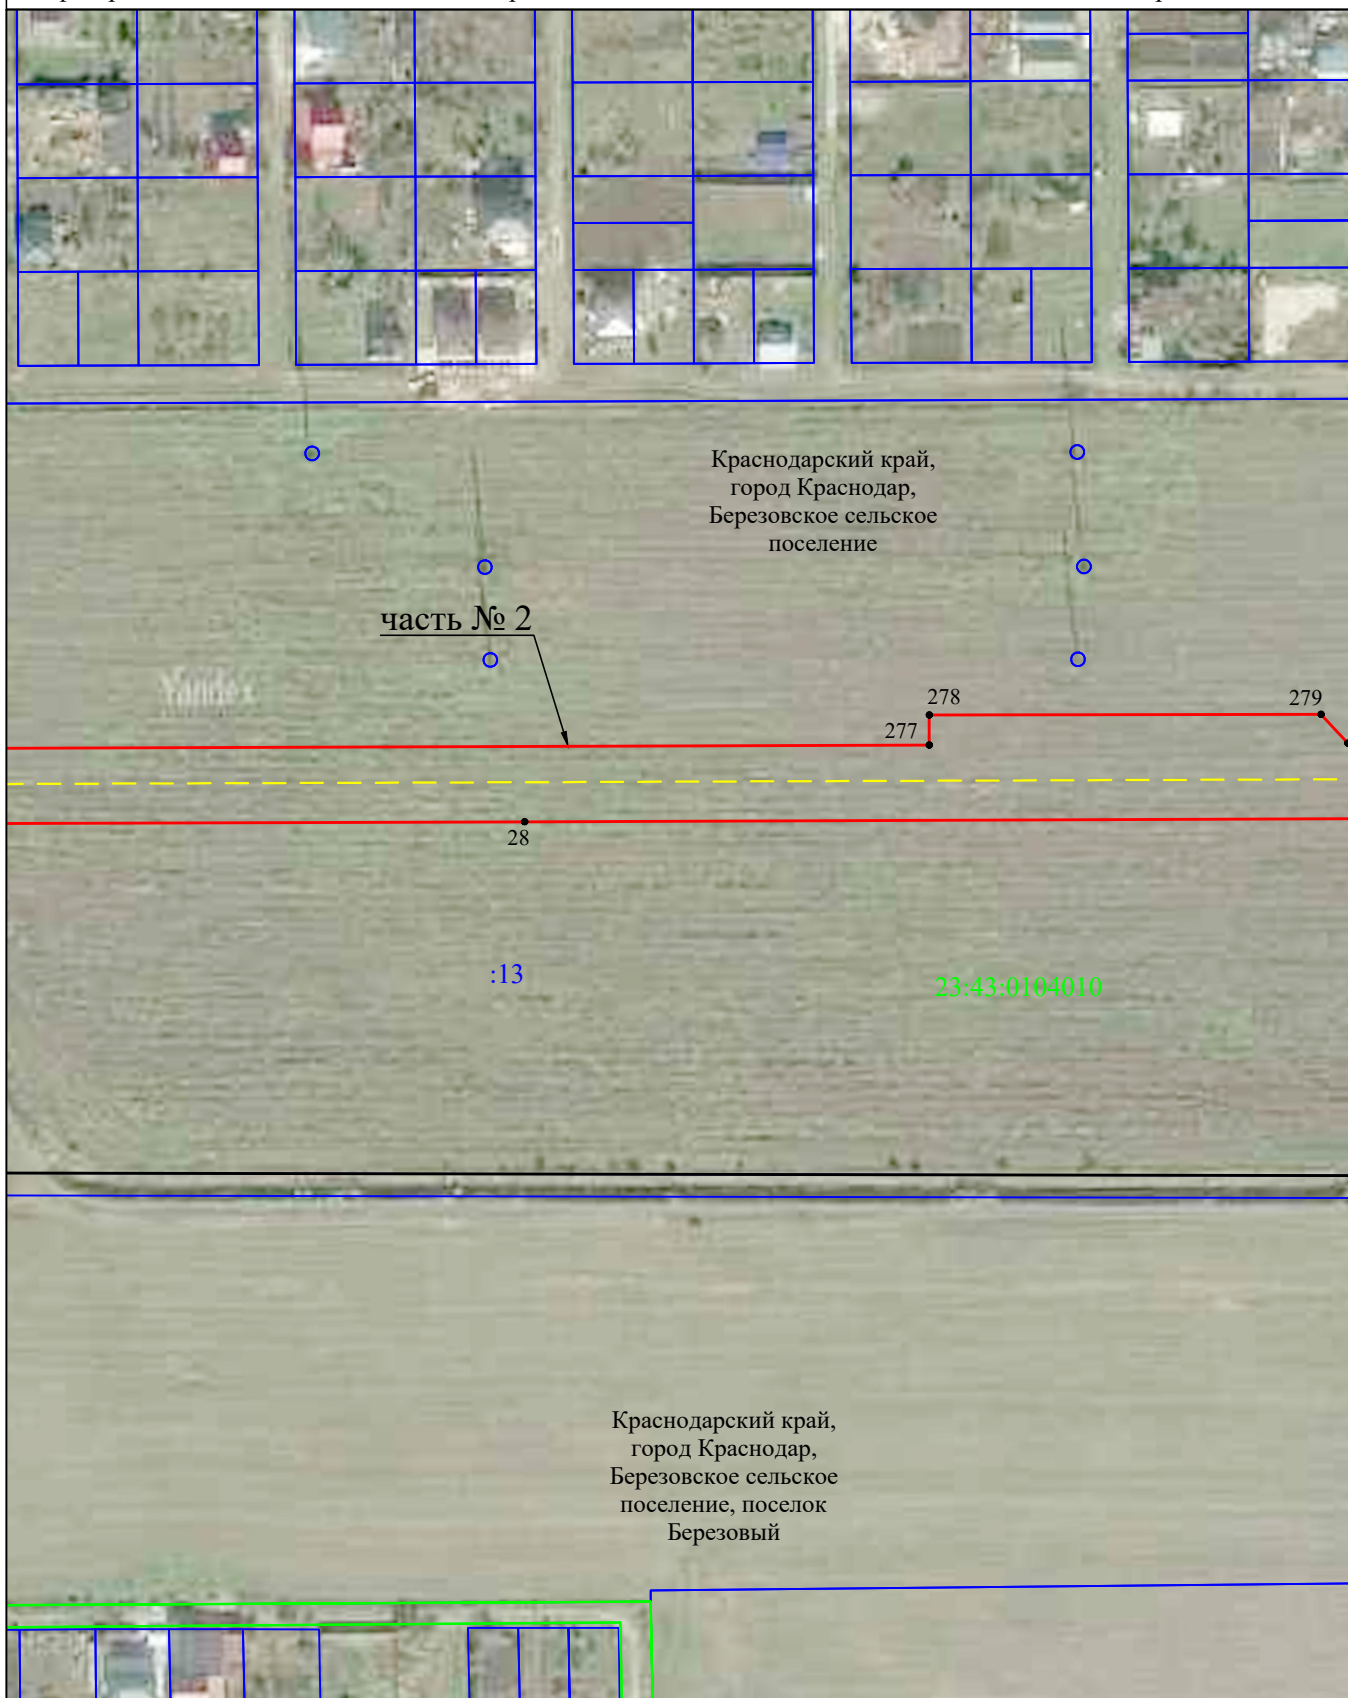 Краснодарский край,
город Краснодар,
Березовское сельское
поселение
часть № 2
Yandex
278
279
277
28
:13
23:43:0104010
Краснодарский край,
город Краснодар,
Березовское сельское
поселение, поселок
Березовый